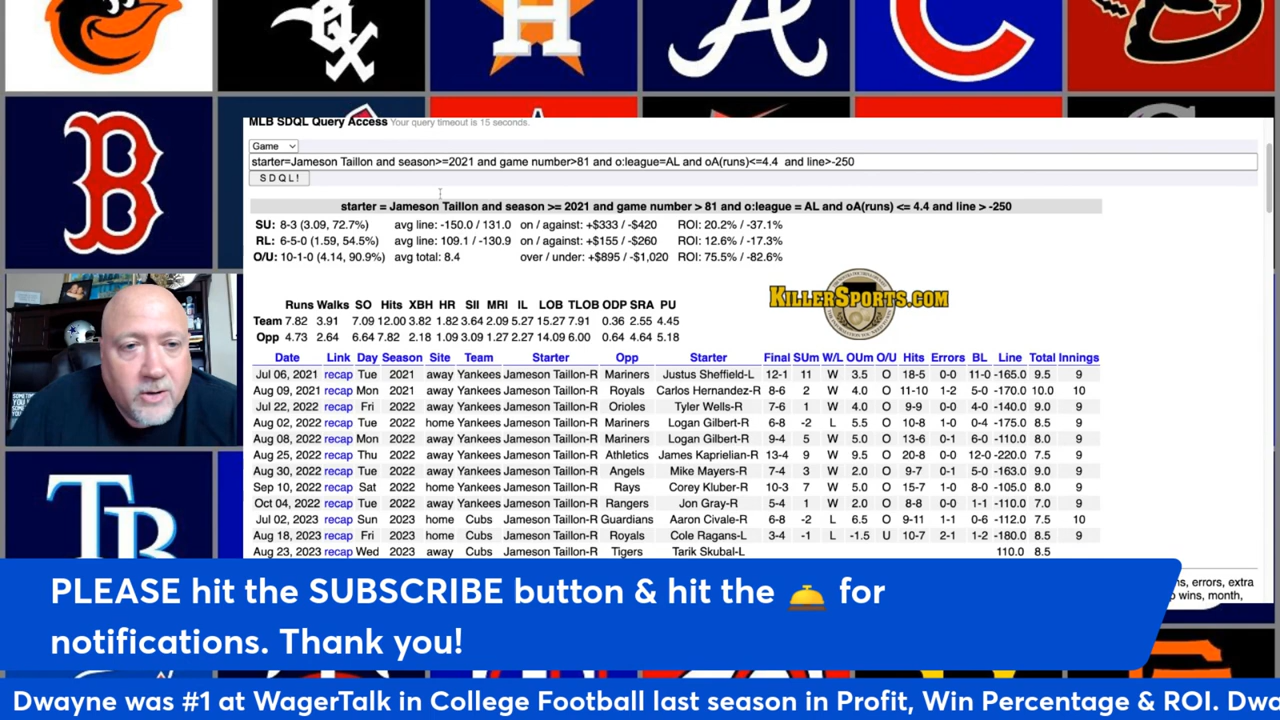 MLB SDQL Query Access Your query timeout is 15 seconds.
Game
starter=Jameson Taillon and season>=2021 and game number>81 and o:league=AL and oA(runs)<=4.4 and line>-250
S D Q L !
starter = Jameson Taillon and season >= 2021 and game number > 81 and o:league = AL and oA(runs) <= 4.4 and line > -250
SU: 8-3 (3.09, 72.7%) avg line: -150.0 / 131.0 on / against: +$333 / -$420 ROI: 20.2% / -37.1%
RL: 6-5-0 (1.59, 54.5%) avg line: 109.1 / -130.9 on / against: +$155 / -$260 ROI: 12.6% / -17.3%
O/U: 10-1-0 (4.14, 90.9%) avg total: 8.4 over / under: +$895 / -$1,020 ROI: 75.5% / -82.6%
KILLERSPORTS.COM
Runs Walks SO Hits XBH HR SII MRI IL LOB TLOB ODP SRA PU
Team 7.82 3.91 7.09 12.00 3.82 1.82 3.64 2.09 5.27 15.27 7.91 0.36 2.55 4.45
Opp 4.73 2.64 6.64 7.82 2.18 1.09 3.09 1.27 2.27 14.09 6.00 0.64 4.64 5.18
Date Link Day Season Site Team Starter Opp Starter Final SUm W/L OUm O/U Hits Errors BL Line Total Innings
Jul 06, 2021 recap Tue 2021 away Yankees Jameson Taillon-R Mariners Justus Sheffield-L 12-1 11 W 3.5 O 18-5 0-0 11-0 -165.0 9.5 9
Aug 09, 2021 recap Mon 2021 away Yankees Jameson Taillon-R Royals Carlos Hernandez-R 8-6 2 W 4.0 O 11-10 1-2 5-0 -170.0 10.0 10
Jul 22, 2022 recap Fri 2022 away Yankees Jameson Taillon-R Orioles Tyler Wells-R 7-6 1 W 4.0 O 9-9 0-0 4-0 -140.0 9.0 9
Aug 02, 2022 recap Tue 2022 home Yankees Jameson Taillon-R Mariners Logan Gilbert-R 6-8 -2 L 5.5 O 10-8 1-0 0-4 -175.0 8.5 9
Aug 08, 2022 recap Mon 2022 away Yankees Jameson Taillon-R Mariners Logan Gilbert-R 9-4 5 W 5.0 O 13-6 0-1 6-0 -110.0 8.0 9
Aug 25, 2022 recap Thu 2022 away Yankees Jameson Taillon-R Athletics James Kaprielian-R 13-4 9 W 9.5 O 20-8 0-0 12-0 -220.0 7.5 9
Aug 30, 2022 recap Tue 2022 away Yankees Jameson Taillon-R Angels Mike Mayers-R 7-4 3 W 2.0 O 9-7 0-1 5-0 -163.0 9.0 9
Sep 10, 2022 recap Sat 2022 home Yankees Jameson Taillon-R Rays Corey Kluber-R 10-3 7 W 5.0 O 15-7 1-0 8-0 -105.0 8.0 9
Oct 04, 2022 recap Tue 2022 away Yankees Jameson Taillon-R Rangers Jon Gray-R 5-4 1 W 2.0 O 8-8 0-0 1-1 -110.0 7.0 9
Jul 02, 2023 recap Sun 2023 home Cubs Jameson Taillon-R Guardians Aaron Civale-R 6-8 -2 L 6.5 O 9-11 1-1 0-6 -112.0 7.5 10
Aug 18, 2023 recap Fri 2023 home Cubs Jameson Taillon-R Royals Cole Ragans-L 3-4 -1 L -1.5 U 10-7 2-1 1-2 -180.0 8.5 9
Aug 23, 2023 recap Wed 2023 away Cubs Jameson Taillon-R Tigers Tarik Skubal-L 110.0 8.5
ns, errors, extra
o wins, month,
PLEASE hit the SUBSCRIBE button & hit the 🛎️ for
notifications. Thank you!
Dwayne was #1 at WagerTalk in College Football last season in Profit, Win Percentage & ROI. Dwa